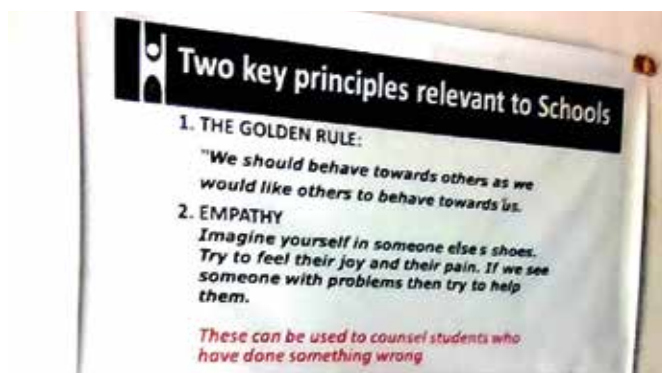 Two key principles relevant to Schools
1. THE GOLDEN RULE:
"We should behave towards others as we
would like others to behave towards us.
2. EMPATHY
Imagine yourself in someone else's shoes.
Try to feel their joy and their pain. If we see
someone with problems then try to help
them.
These can be used to counsel students who
have done something wrong